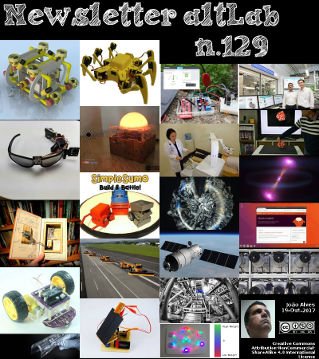 Newsletter altLab
n.129
SimpleSumo
Build & Battle!
João Alves
19-Out-2017
Creative Commons
Attribution-NonCommercial-
ShareAlike 4.0 International
License